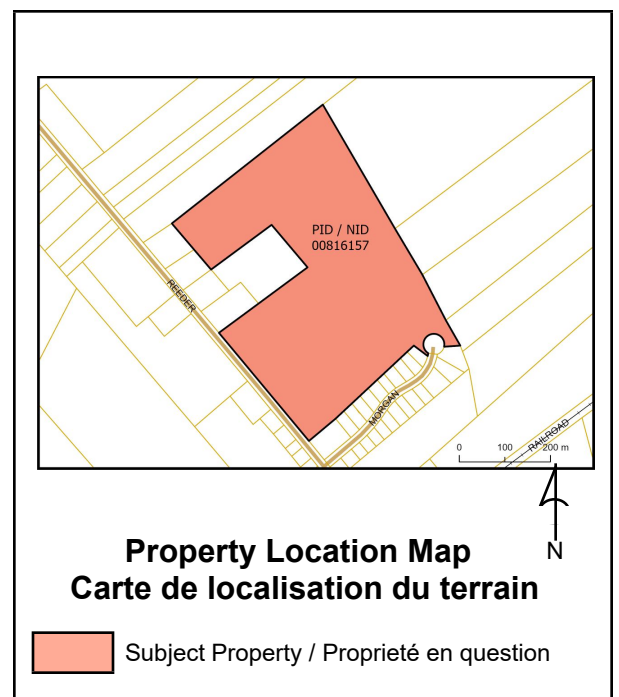 PID / NID
00816157
REEDER
MORGAN
RAILROAD
0 100 200 m
N
Property Location Map
Carte de localisation du terrain
Subject Property / Proprieté en question